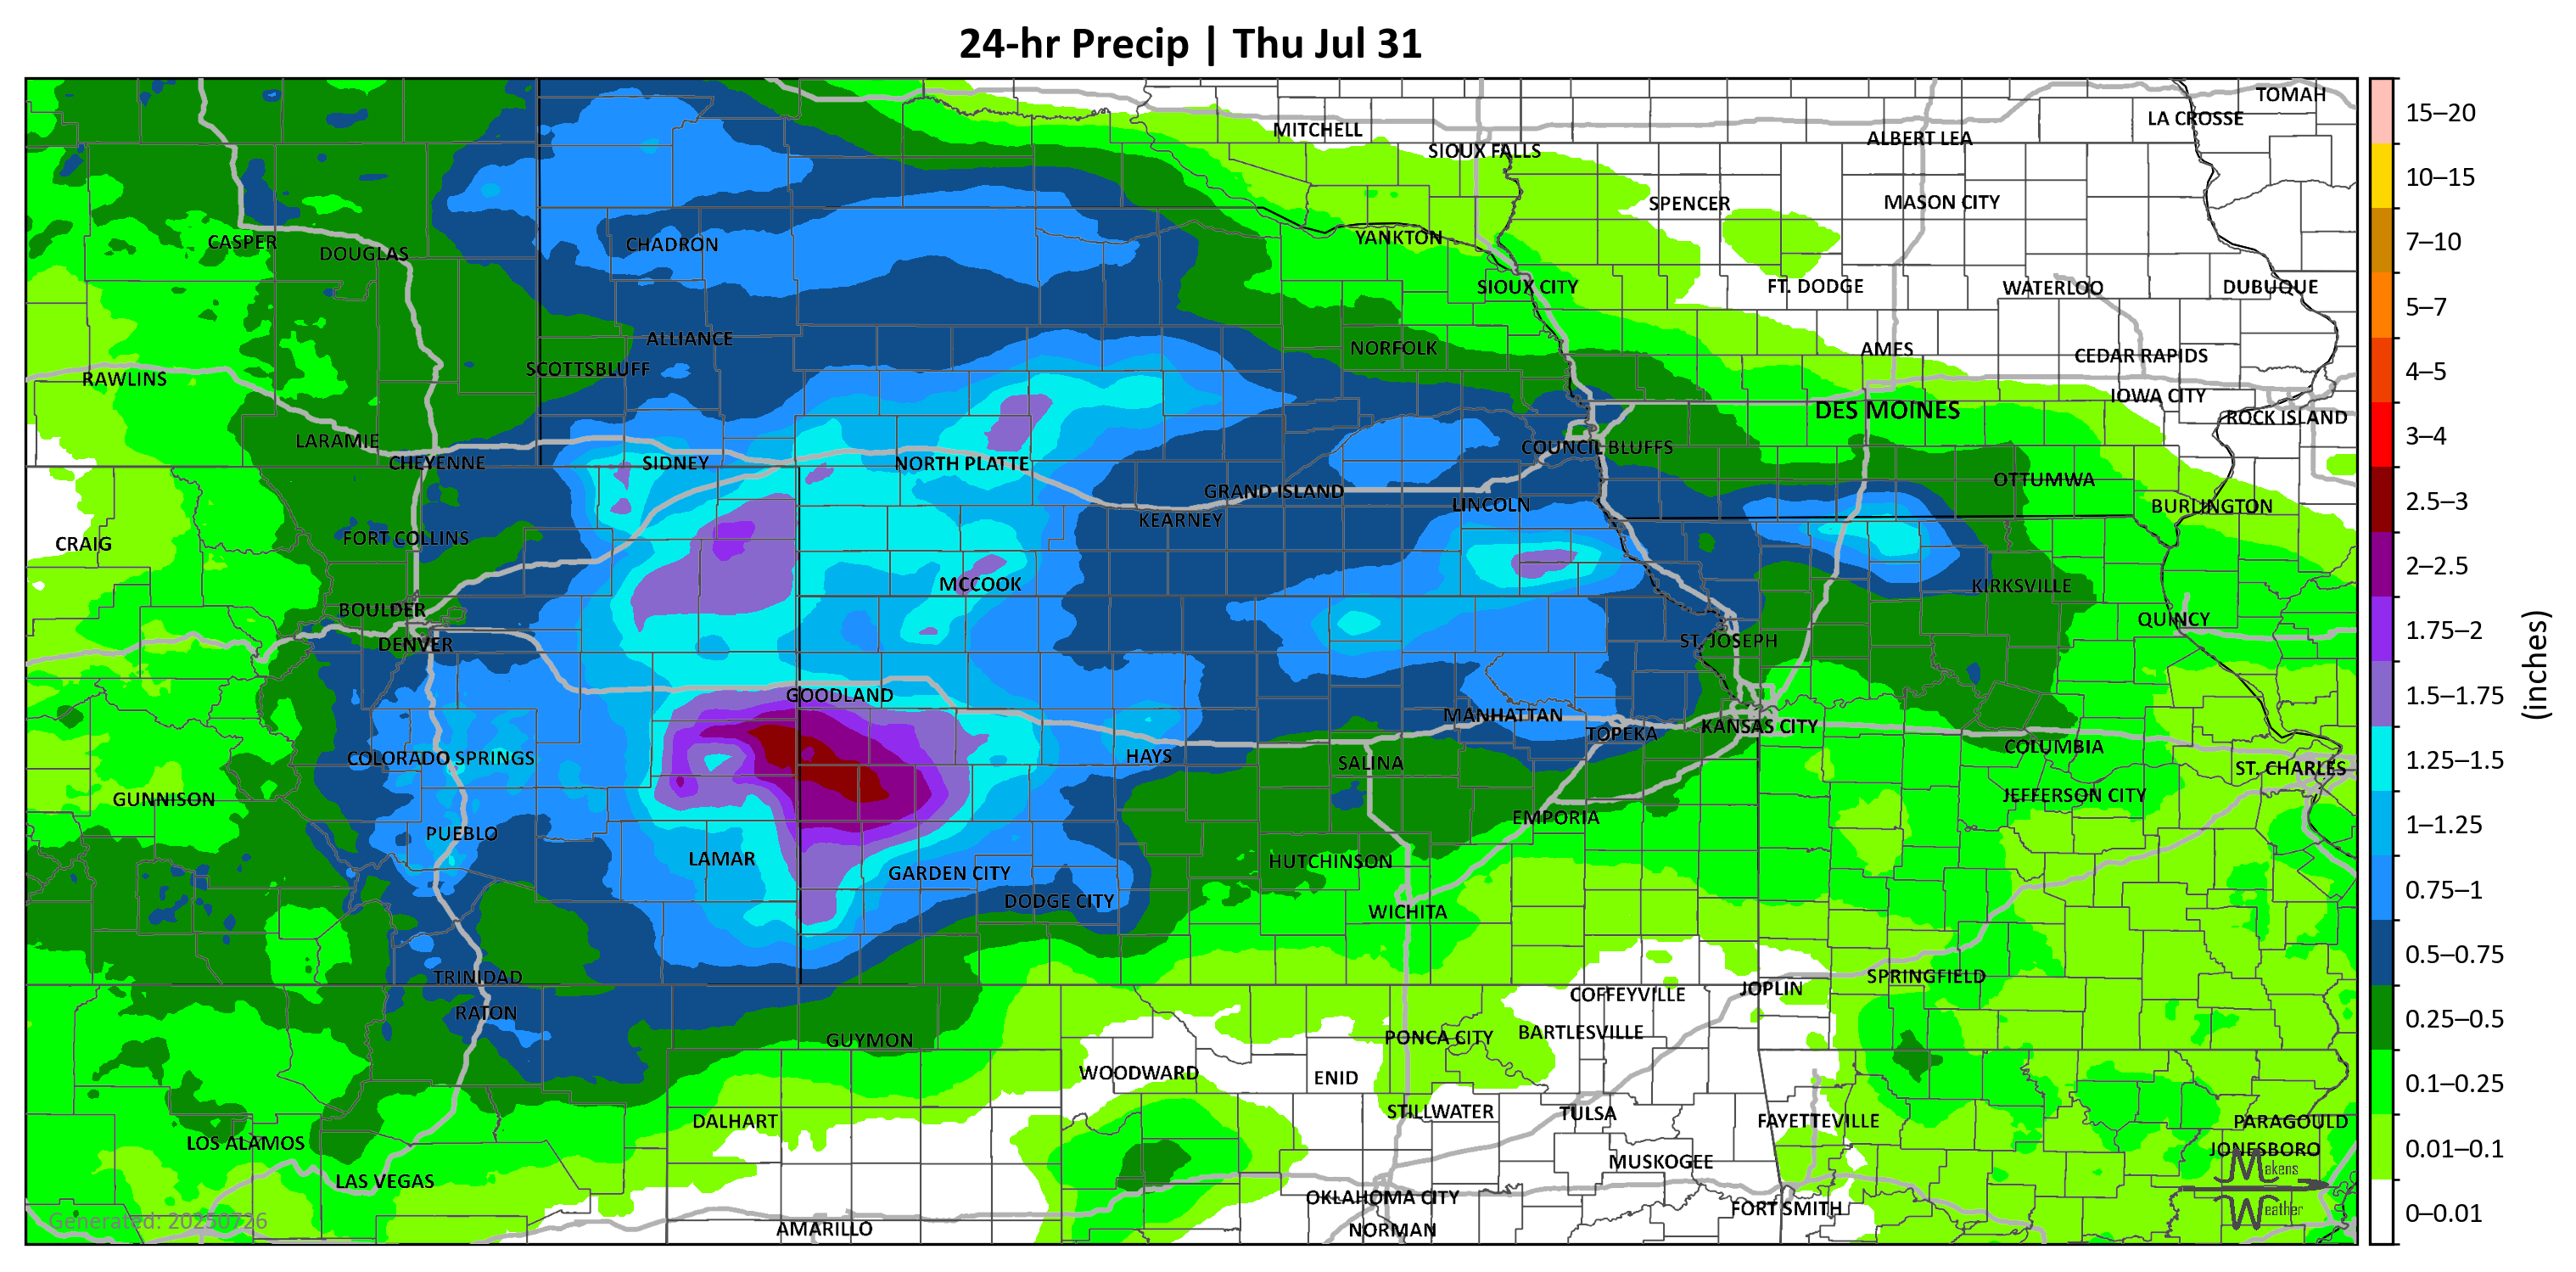 24-hr Precip | Thu Jul 31
TOMAH
LA CROSSE
MITCHELL
ALBERT LEA
SIOUX FALLS
SPENCER
MASON CITY
CASPER
DOUGLAS
CHADRON
YANKTON
SIOUX CITY
FT. DODGE
WATERLOO
DUBUQUE
ALLIANCE
NORFOLK
AMES
CEDAR RAPIDS
RAWLINS
SCOTTSBLUFF
IOWA CITY
DES MOINES
ROCK ISLAND
LARAMIE
COUNCIL BLUFFS
CHEYENNE
SIDNEY
NORTH PLATTE
OTTUMWA
GRAND ISLAND
LINCOLN
BURLINGTON
KEARNEY
CRAIG
FORT COLLINS
MCCOOK
KIRKSVILLE
BOULDER
QUINCY
DENVER
ST. JOSEPH
GOODLAND
MANHATTAN
TOPEKA
KANSAS CITY
COLUMBIA
COLORADO SPRINGS
HAYS
SALINA
ST. CHARLES
GUNNISON
JEFFERSON CITY
EMPORIA
PUEBLO
LAMAR
HUTCHINSON
GARDEN CITY
DODGE CITY
WICHITA
TRINIDAD
SPRINGFIELD
JOPLIN
COFFEYVILLE
RATON
BARTLESVILLE
PONCA CITY
GUYMON
WOODWARD
ENID
STILLWATER
TULSA
DALHART
FAYETTEVILLE
PARAGOULD
LOS ALAMOS
JONESBORO
MUSKOGEE
LAS VEGAS
OKLAHOMA CITY
FORT SMITH
AMARILLO
NORMAN
Generated: 20250726
Makens
Weather
15–20
10–15
7–10
5–7
4–5
3–4
2.5–3
2–2.5
1.75–2
1.5–1.75
1.25–1.5
1–1.25
0.75–1
0.5–0.75
0.25–0.5
0.1–0.25
0.01–0.1
0–0.01
(inches)